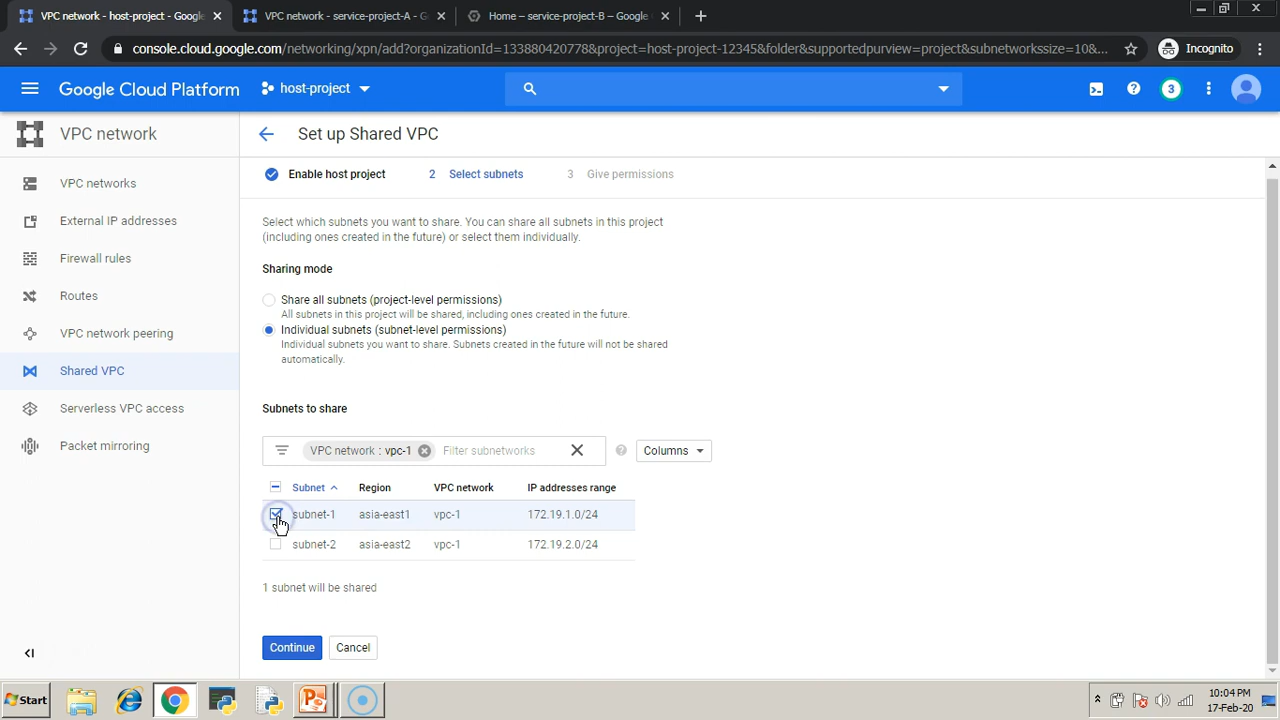 VPC network - host-project - Google
VPC network - service-project-A - G
Home – service-project-B – Google
console.cloud.google.com/networking/xpn/add?organizationId=133880420778&project=host-project-12345&folder&supportedpurview=project&subnetworkssize=10&...
Incognito
Google Cloud Platform
host-project
3
VPC network
Set up Shared VPC
VPC networks
External IP addresses
Firewall rules
Routes
VPC network peering
Shared VPC
Serverless VPC access
Packet mirroring
Enable host project
2 Select subnets
3 Give permissions
Select which subnets you want to share. You can share all subnets in this project
(including ones created in the future) or select them individually.
Sharing mode
Share all subnets (project-level permissions)
All subnets in this project will be shared, including ones created in the future.
Individual subnets (subnet-level permissions)
Individual subnets you want to share. Subnets created in the future will not be shared
automatically.
Subnets to share
VPC network : vpc-1 Filter subnetworks
Columns
Subnet Region VPC network IP addresses range
subnet-1 asia-east1 vpc-1 172.19.1.0/24
subnet-2 asia-east2 vpc-1 172.19.2.0/24
1 subnet will be shared
Continue Cancel
Start
10:04 PM
17-Feb-20